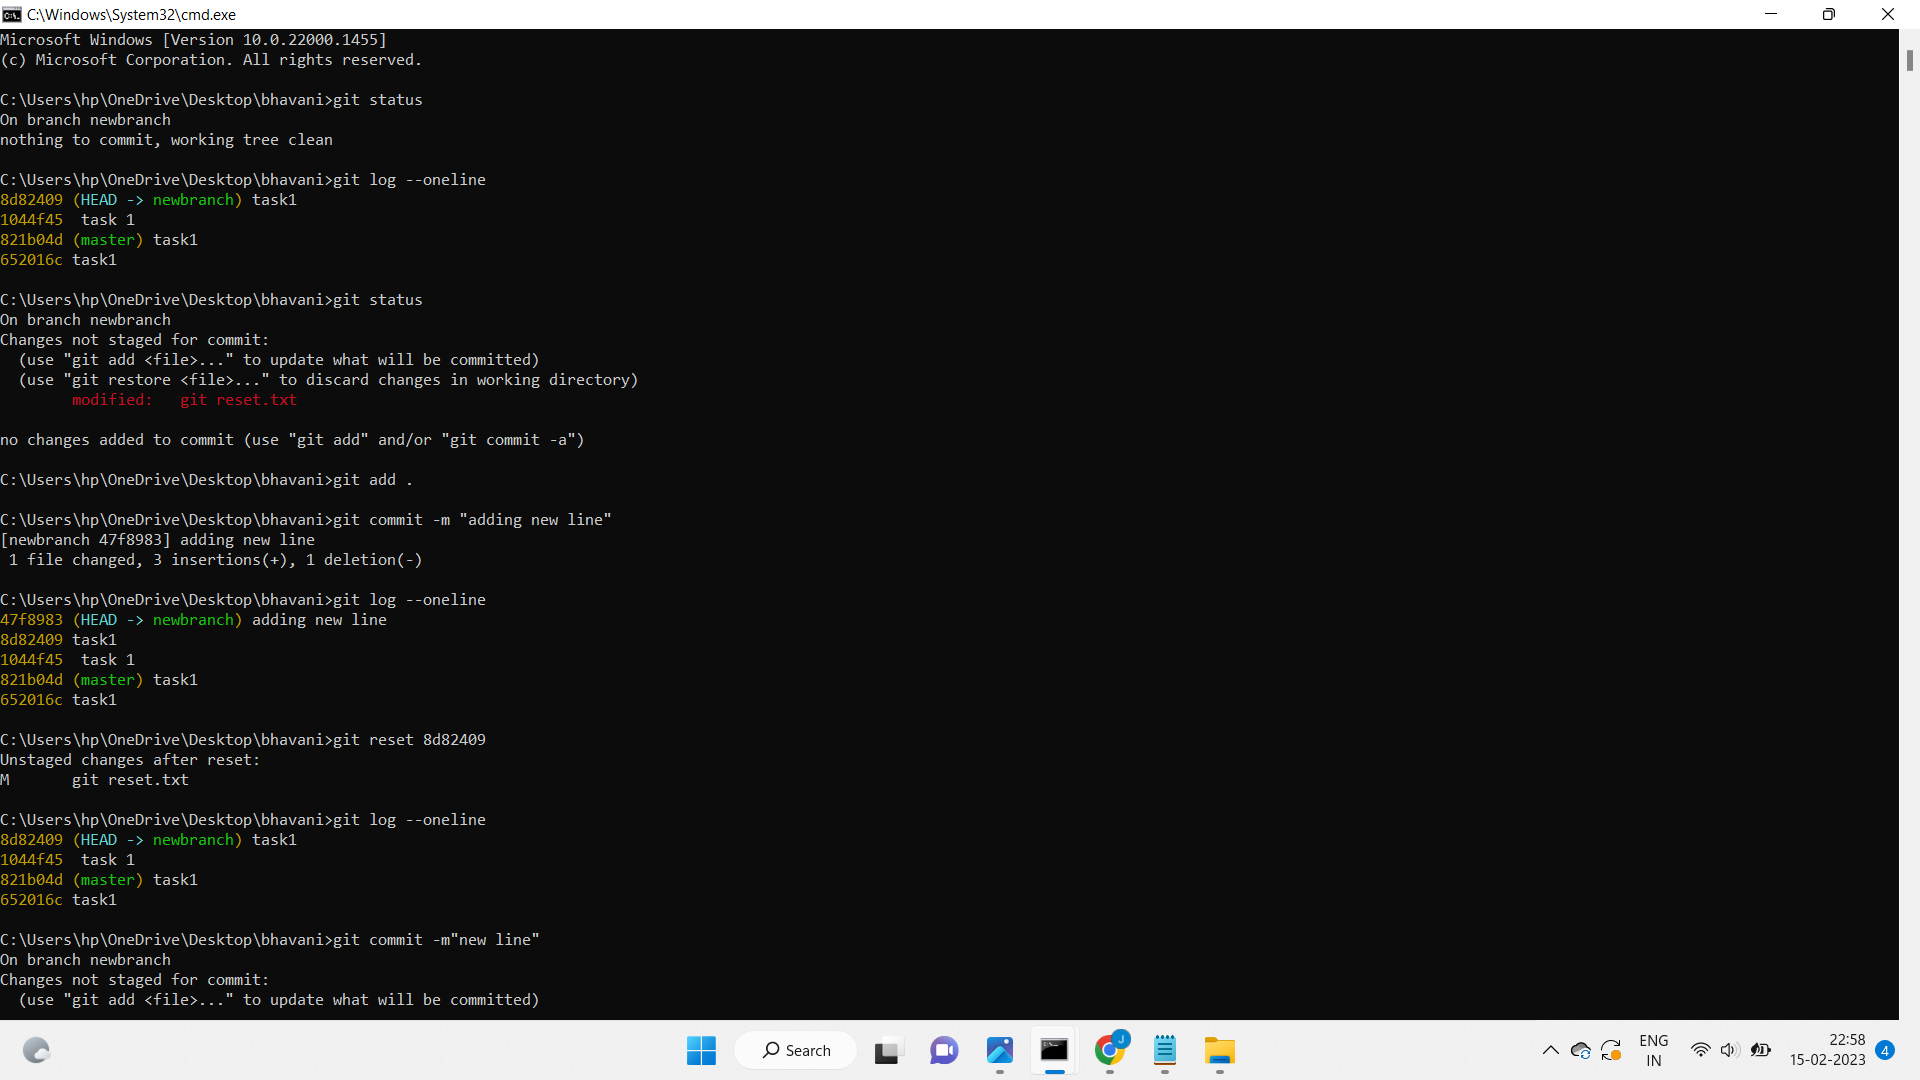 C:\Windows\System32\cmd.exe
Microsoft Windows [Version 10.0.22000.1455]
(c) Microsoft Corporation. All rights reserved.
C:\Users\hp\OneDrive\Desktop\bhavani>git status
On branch newbranch
nothing to commit, working tree clean
C:\Users\hp\OneDrive\Desktop\bhavani>git log --oneline
8d82409 (HEAD -> newbranch) task1
1044f45  task 1
821b04d (master) task1
652016c task1
C:\Users\hp\OneDrive\Desktop\bhavani>git status
On branch newbranch
Changes not staged for commit:
  (use "git add <file>..." to update what will be committed)
  (use "git restore <file>..." to discard changes in working directory)
        modified:   git reset.txt
no changes added to commit (use "git add" and/or "git commit -a")
C:\Users\hp\OneDrive\Desktop\bhavani>git add .
C:\Users\hp\OneDrive\Desktop\bhavani>git commit -m "adding new line"
[newbranch 47f8983] adding new line
 1 file changed, 3 insertions(+), 1 deletion(-)
C:\Users\hp\OneDrive\Desktop\bhavani>git log --oneline
47f8983 (HEAD -> newbranch) adding new line
8d82409 task1
1044f45  task 1
821b04d (master) task1
652016c task1
C:\Users\hp\OneDrive\Desktop\bhavani>git reset 8d82409
Unstaged changes after reset:
M       git reset.txt
C:\Users\hp\OneDrive\Desktop\bhavani>git log --oneline
8d82409 (HEAD -> newbranch) task1
1044f45  task 1
821b04d (master) task1
652016c task1
C:\Users\hp\OneDrive\Desktop\bhavani>git commit -m"new line"
On branch newbranch
Changes not staged for commit:
  (use "git add <file>..." to update what will be committed)
Search
J
ENG
IN
22:58
15-02-2023
4